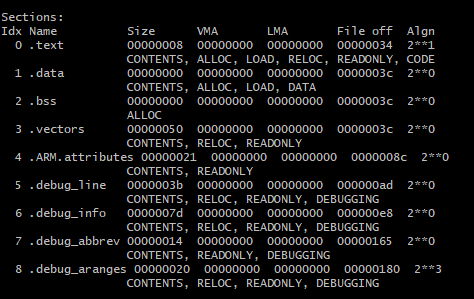 Sections:
Idx Name          Size      VMA       LMA       File off  Algn
  0 .text         00000008  00000000  00000000  00000034  2**1
                  CONTENTS, ALLOC, LOAD, RELOC, READONLY, CODE
  1 .data         00000000  00000000  00000000  0000003c  2**0
                  CONTENTS, ALLOC, LOAD, DATA
  2 .bss          00000000  00000000  00000000  0000003c  2**0
                  ALLOC
  3 .vectors      00000050  00000000  00000000  0000003c  2**0
                  CONTENTS, RELOC, READONLY
  4 .ARM.attributes 00000021  00000000  00000000  0000008c  2**0
                  CONTENTS, READONLY
  5 .debug_line   0000003b  00000000  00000000  000000ad  2**0
                  CONTENTS, RELOC, READONLY, DEBUGGING
  6 .debug_info   0000007d  00000000  00000000  000000e8  2**0
                  CONTENTS, RELOC, READONLY, DEBUGGING
  7 .debug_abbrev 00000014  00000000  00000000  00000165  2**0
                  CONTENTS, READONLY, DEBUGGING
  8 .debug_aranges 00000020  00000000  00000000  00000180  2**3
                  CONTENTS, RELOC, READONLY, DEBUGGING